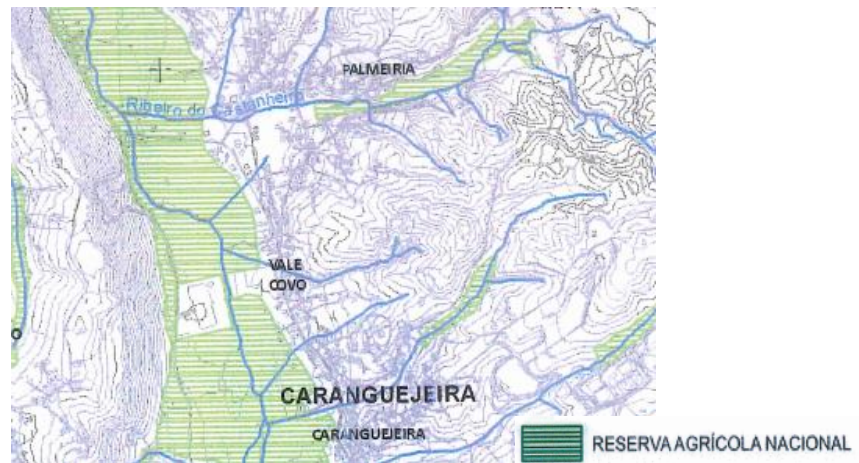 PALMEIRIA
Ribeiro do Castanheiro
VALE
COVO
CARANGUEJEIRA
CARANGUEJEIRA
RESERVA AGRÍCOLA NACIONAL